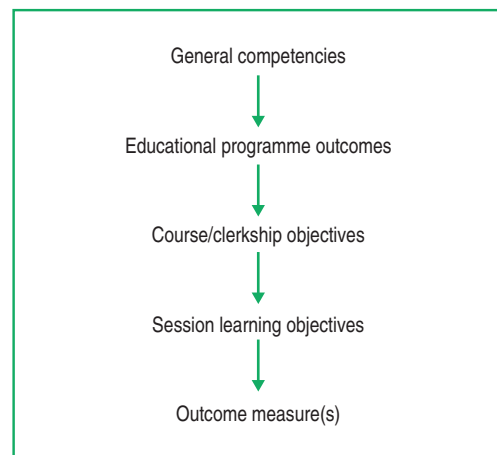 General competencies
Educational programme outcomes
Course/clerkship objectives
Session learning objectives
Outcome measure(s)